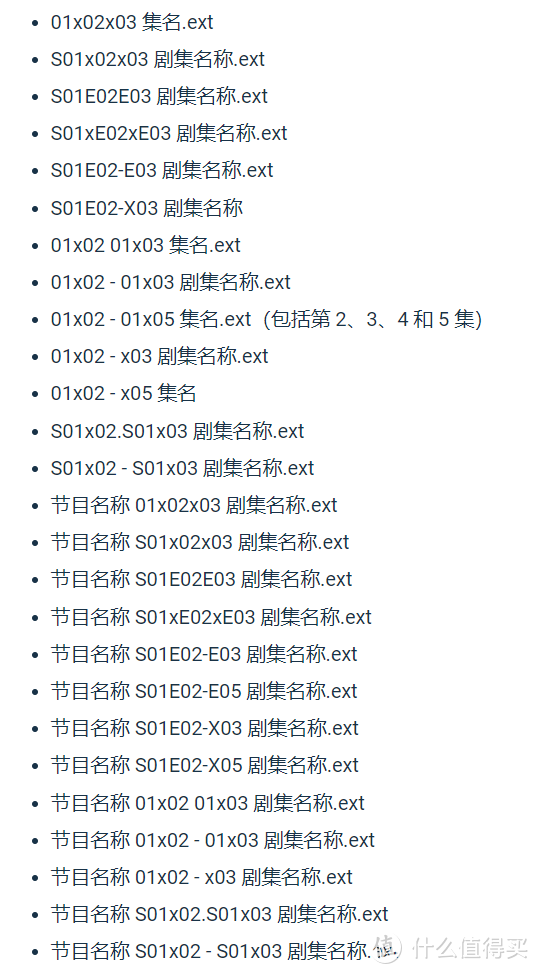 01x02x03 集名.ext
S01x02x03 剧集名称.ext
S01E02E03 剧集名称.ext
S01xE02xE03 剧集名称.ext
S01E02-E03 剧集名称.ext
S01E02-X03 剧集名称
01x02 01x03 集名.ext
01x02 - 01x03 剧集名称.ext
01x02 - 01x05 集名.ext（包括第 2、3、4 和 5 集）
01x02 - x03 剧集名称.ext
01x02 - x05 集名
S01x02.S01x03 剧集名称.ext
S01x02 - S01x03 剧集名称.ext
节目名称 01x02x03 剧集名称.ext
节目名称 S01x02x03 剧集名称.ext
节目名称 S01E02E03 剧集名称.ext
节目名称 S01xE02xE03 剧集名称.ext
节目名称 S01E02-E03 剧集名称.ext
节目名称 S01E02-E05 剧集名称.ext
节目名称 S01E02-X03 剧集名称.ext
节目名称 S01E02-X05 剧集名称.ext
节目名称 01x02 01x03 剧集名称.ext
节目名称 01x02 - 01x03 剧集名称.ext
节目名称 01x02 - x03 剧集名称.ext
节目名称 S01x02.S01x03 剧集名称.ext
节目名称 S01x02 - S01x03 剧集名称.
值 什么值得买